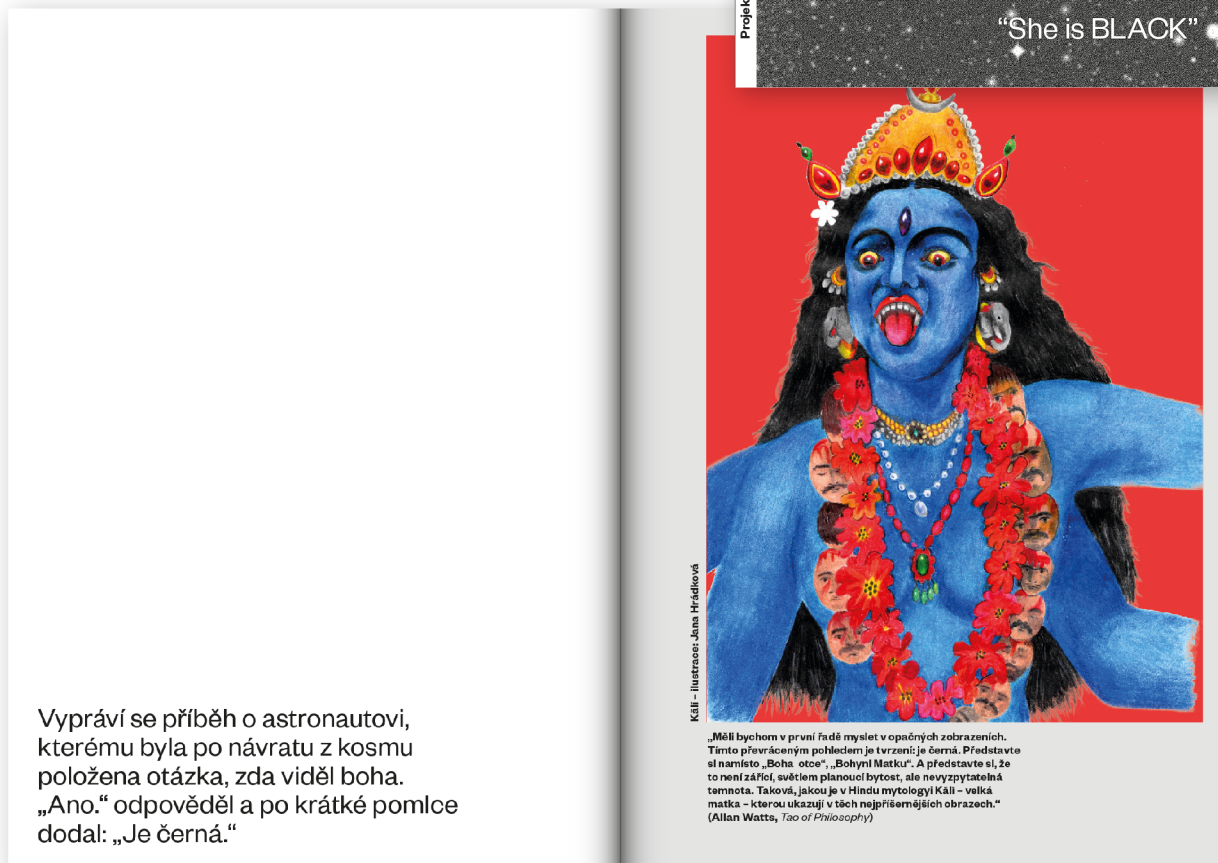 Vypráví se příběh o astronautovi,
kterému byla po návratu z kosmu
položena otázka, zda viděl boha.
„Ano.“ odpověděl a po krátké pomlce
dodal: „Je černá.“
“She is BLACK”
Kālí – ilustrace: Jana Hrádková
„Měli bychom v první řadě myslet v opačných zobrazeních.
Tímto převráceným pohledem je tvrzení: je černá. Představte
si namísto „Boha otce“, „Bohyni Matku“. A představte si, že
to není zářící, světlem planoucí bytost, ale nevyzpytatelná
temnota. Taková, jakou je v Hindu mytologyi Kāli – velká
matka – kterou ukazují v těch nejpříšernějších obrazech.“
(Allan Watts, Tao of Philosophy)